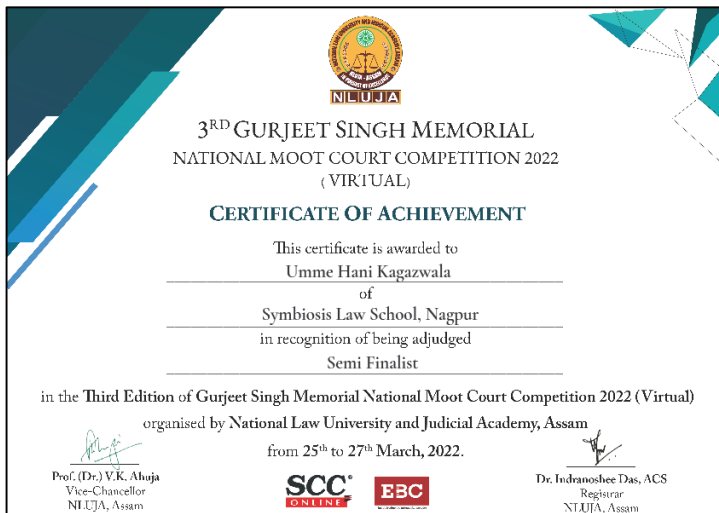 NLUJA
3RD GURJEET SINGH MEMORIAL
NATIONAL MOOT COURT COMPETITION 2022
( VIRTUAL)
CERTIFICATE OF ACHIEVEMENT
This certificate is awarded to
Umme Hani Kagazwala
of
Symbiosis Law School, Nagpur
in recognition of being adjudged
Semi Finalist
in the Third Edition of Gurjeet Singh Memorial National Moot Court Competition 2022 (Virtual)
organised by National Law University and Judicial Academy, Assam
from 25th to 27th March, 2022.
Prof. (Dr.) V.K. Ahuja
Vice-Chancellor
NLUJA, Assam
SCC
ONLINE
EBC
Dr. Indranoshee Das, ACS
Registrar
NLUJA, Assam